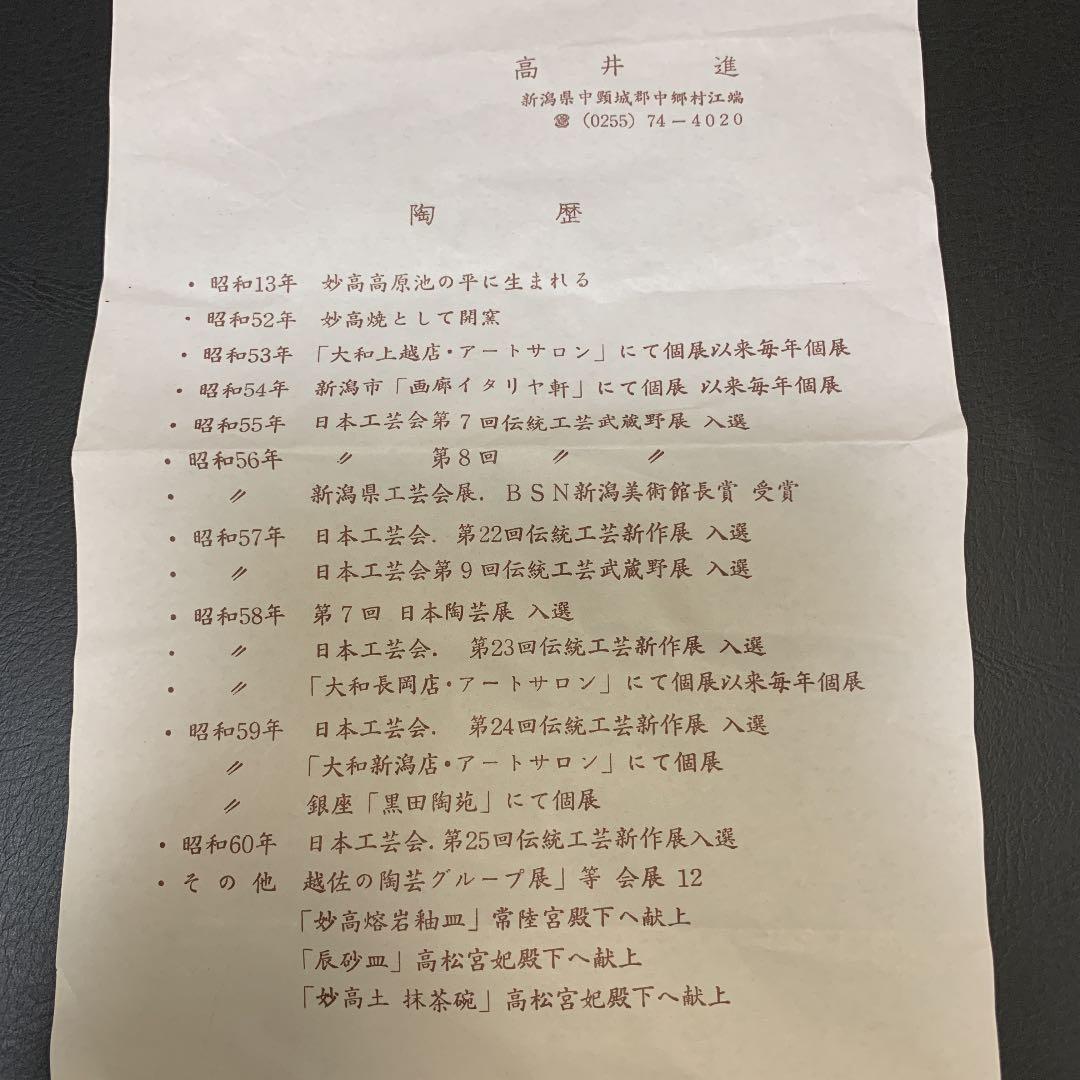 高井進
新潟県中頸城郡中郷村江端
☎ (0255) 74-4020
陶歴
・昭和13年 妙高高原池の平に生まれる
・昭和52年 妙高焼として開窯
・昭和53年 「大和上越店・アートサロン」にて個展以来毎年個展
・昭和54年 新潟市「画廊イタリヤ軒」にて個展 以来毎年個展
・昭和55年 日本工芸会第7回伝統工芸武蔵野展 入選
・昭和56年 〃 第8回 〃 〃
・ 〃 新潟県工芸会展. BSN新潟美術館長賞 受賞
・昭和57年 日本工芸会. 第22回伝統工芸新作展 入選
・ 〃 日本工芸会第9回伝統工芸武蔵野展 入選
・昭和58年 第7回 日本陶芸展 入選
・ 〃 日本工芸会. 第23回伝統工芸新作展 入選
・ 〃 「大和長岡店・アートサロン」にて個展以来毎年個展
・昭和59年 日本工芸会. 第24回伝統工芸新作展 入選
〃 「大和新潟店・アートサロン」にて個展
〃 銀座「黒田陶苑」にて個展
・昭和60年 日本工芸会.第25回伝統工芸新作展入選
・その他 越佐の陶芸グループ展」等 会展 12
「妙高熔岩釉皿」常陸宮殿下へ献上
「辰砂皿」高松宮妃殿下へ献上
「妙高土 抹茶碗」高松宮妃殿下へ献上